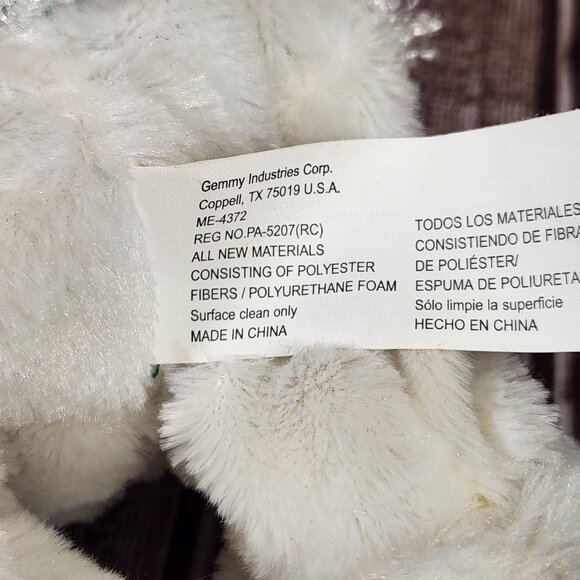 Gemmy Industries Corp.
Coppell, TX 75019 U.S.A.
ME-4372
REG NO.PA-5207(RC)
ALL NEW MATERIALS
CONSISTING OF POLYESTER
FIBERS / POLYURETHANE FOAM
Surface clean only
MADE IN CHINA
TODOS LOS MATERIALES
CONSISTIENDO DE FIBRA
DE POLIÉSTER/
ESPUMA DE POLIURETA
Sólo limpie la superficie
HECHO EN CHINA